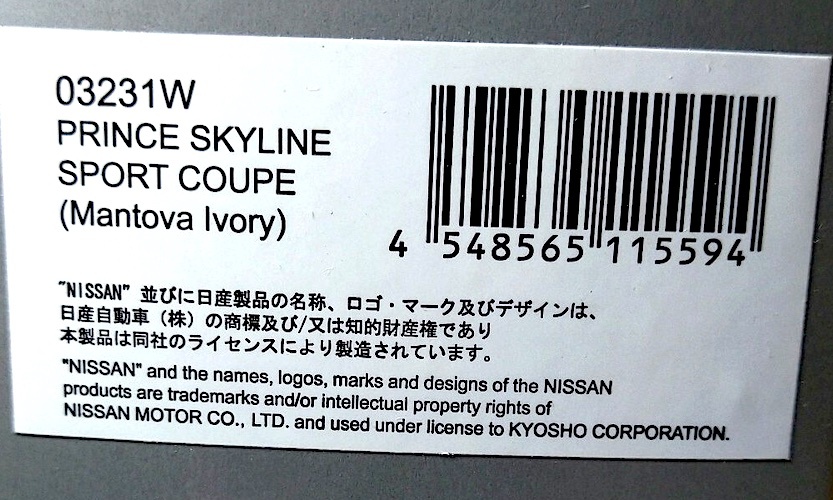 03231W
PRINCE SKYLINE
SPORT COUPE
(Mantova Ivory)
4 548565 115594
"NISSAN" 並びに日産製品の名称、ロゴ・マーク及びデザインは、
日産自動車（株）の商標及び/又は知的財産権であり
本製品は同社のライセンスにより製造されています。
"NISSAN" and the names, logos, marks and designs of the NISSAN
products are trademarks and/or intellectual property rights of
NISSAN MOTOR CO., LTD. and used under license to KYOSHO CORPORATION.